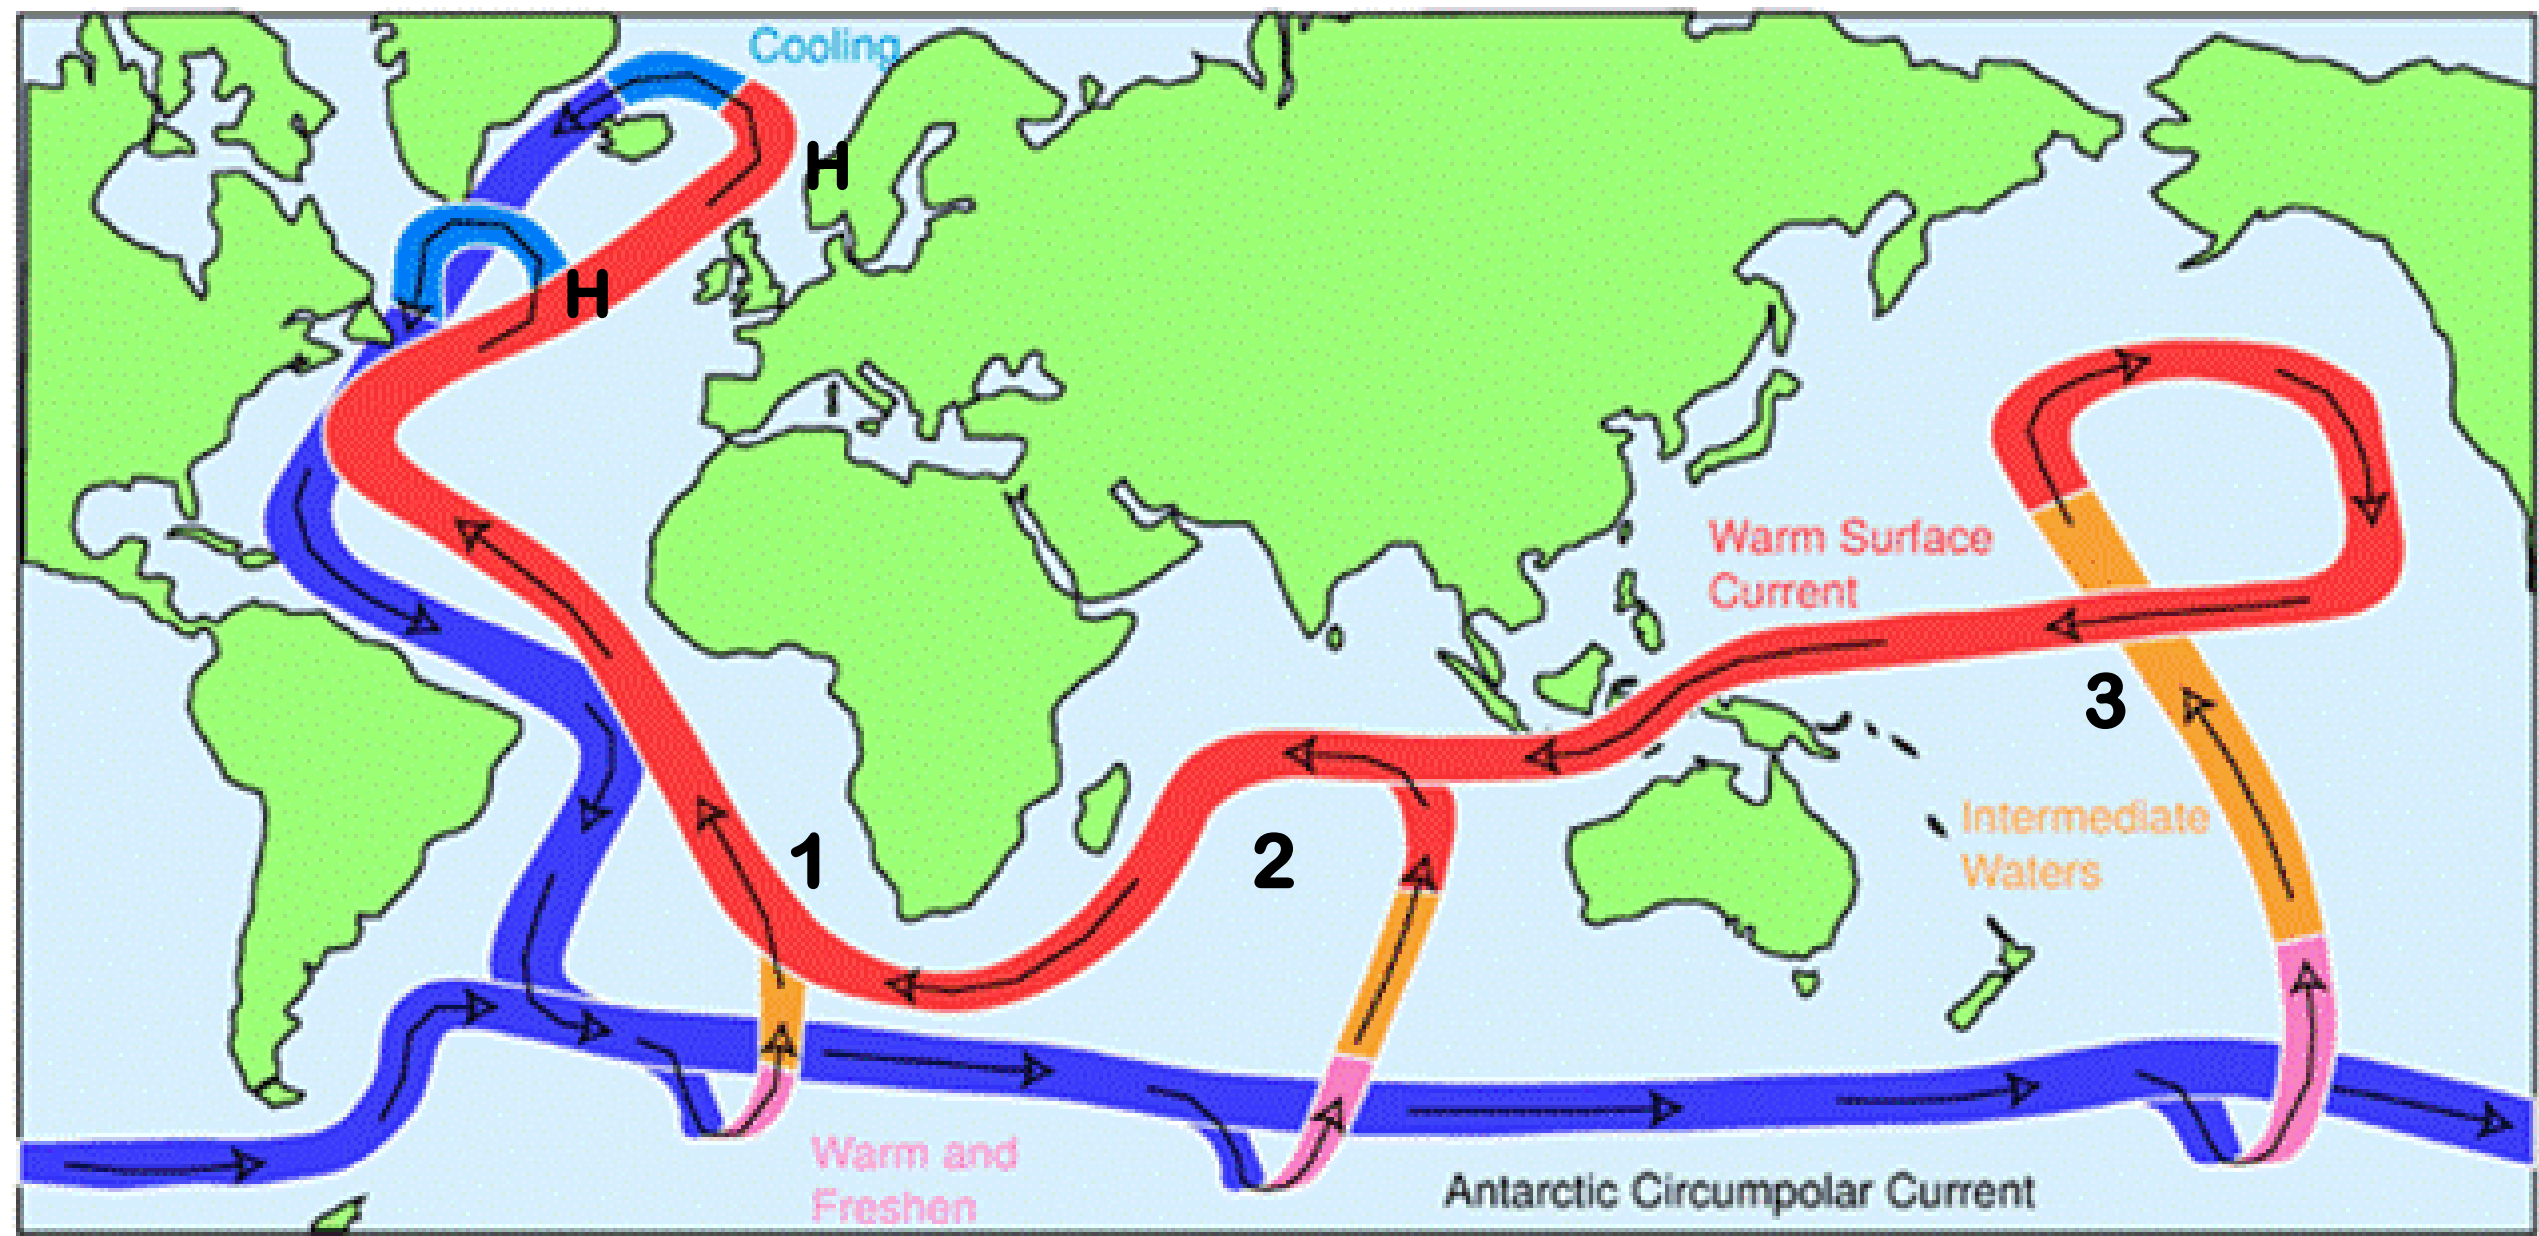 Cooling
H
H
Warm Surface
Current
3
Intermediate
Waters
1
2
Warm and
Freshen
Antarctic Circumpolar Current